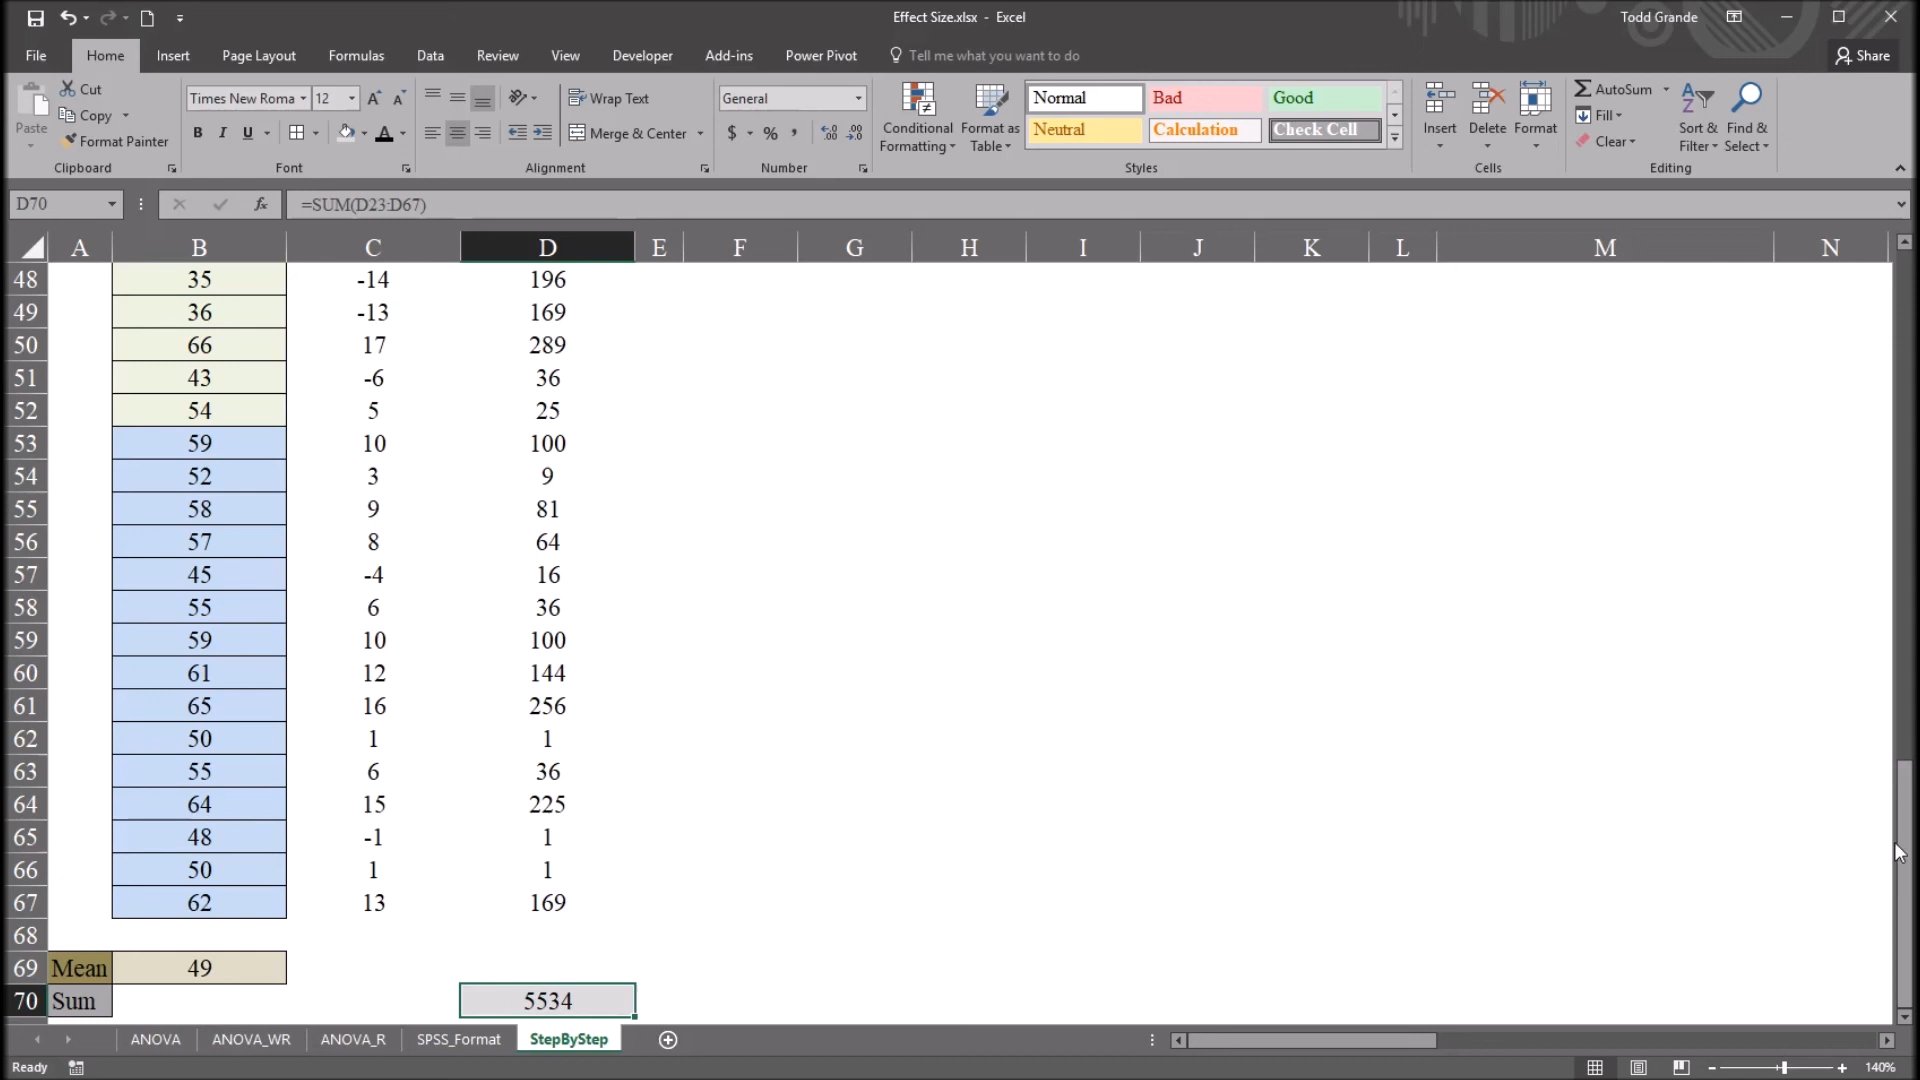 Effect Size.xlsx - Excel
Todd Grande
File Home Insert Page Layout Formulas Data Review View Developer Add-ins Power Pivot Tell me what you want to do Share
Paste
Cut
Copy
Format Painter
Clipboard
Times New Roma 12
B I U
Font
Wrap Text
Merge & Center
Alignment
General
$ % ,
Number
Conditional Formatting
Format as Table
Normal Bad Good
Neutral Calculation Check Cell
Styles
Insert Delete Format
Cells
AutoSum
Fill
Clear
Sort & Filter
Find & Select
Editing
D70 fx =SUM(D23:D67)
A B C D E F G H I J K L M N
48 35 -14 196
49 36 -13 169
50 66 17 289
51 43 -6 36
52 54 5 25
53 59 10 100
54 52 3 9
55 58 9 81
56 57 8 64
57 45 -4 16
58 55 6 36
59 59 10 100
60 61 12 144
61 65 16 256
62 50 1 1
63 55 6 36
64 64 15 225
65 48 -1 1
66 50 1 1
67 62 13 169
68
69 Mean 49
70 Sum 5534
ANOVA ANOVA_WR ANOVA_R SPSS_Format StepByStep
Ready 140%